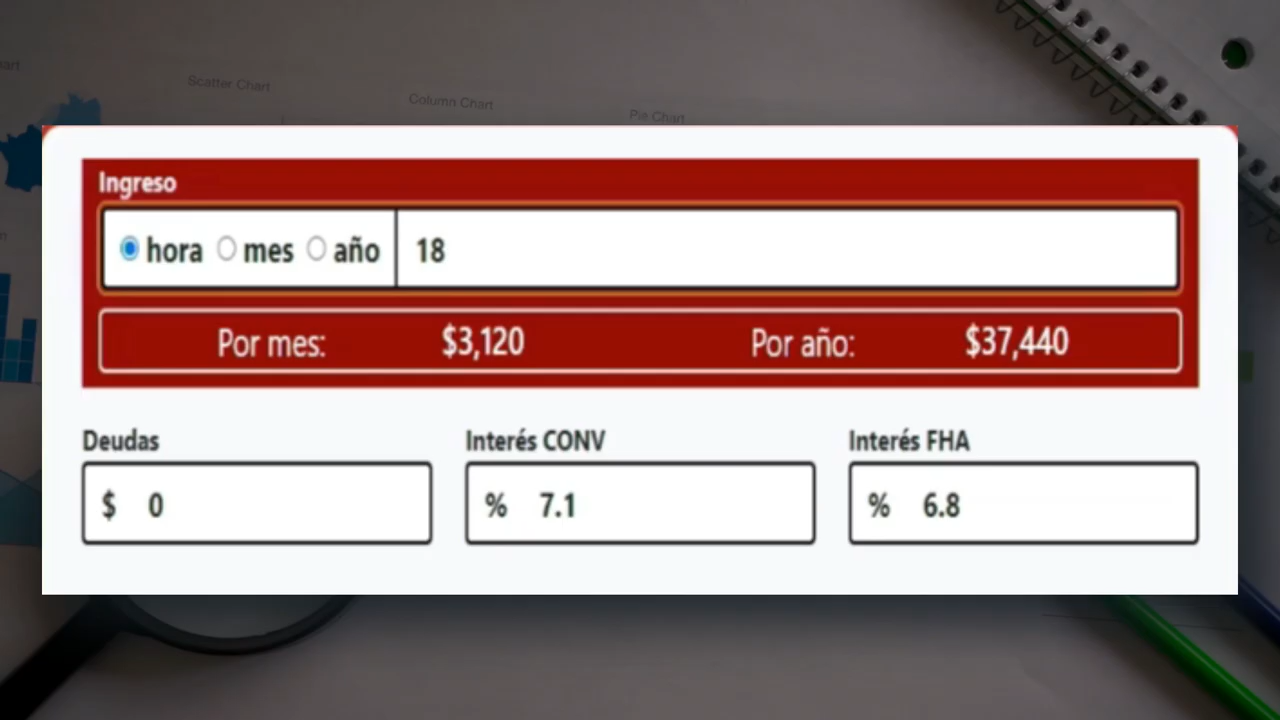 Scatter Chart
Column Chart
Pie Chart
Ingreso
hora mes año 18
Por mes: $3,120 Por año: $37,440
Deudas Interés CONV Interés FHA
$ 0 % 7.1 % 6.8